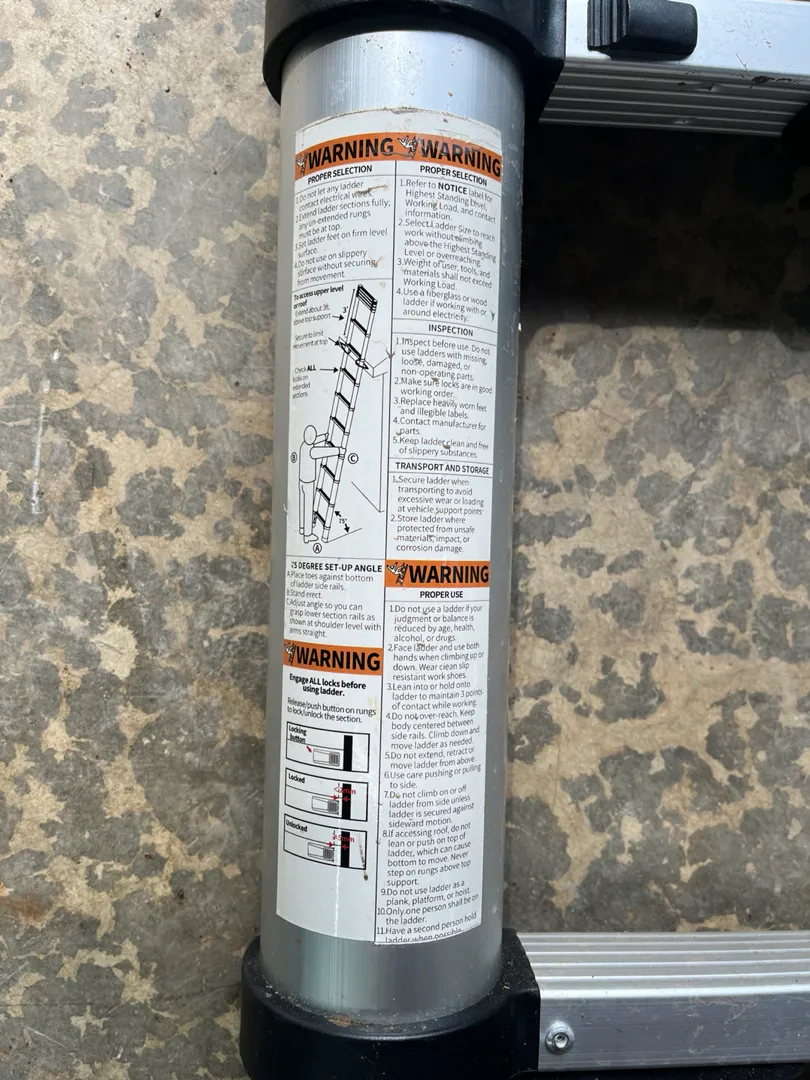 WARNING
PROPER SELECTION
1.Do not let any ladder
contact electrical wires.
2.Extend ladder sections fully;
any un-extended rungs
must be at top.
3.Set ladder feet on firm level
surface.
4.Do not use on slippery
surface without securing
from movement.
To access upper level
or roof
Extend about 3ft.
above top support
3'
Secure to limit
movement at top
Check ALL
locks on
extended
sections
B
C
75°
A
75 DEGREE SET-UP ANGLE
A.Place toes against bottom
of ladder side rails.
B.Stand erect.
C.Adjust angle so you can
grasp lower section rails as
shown at shoulder level with
arms straight.
WARNING
Engage ALL locks before
using ladder.
Release/push button on rungs
to lock/unlock the section.
Locking
button
Locked
Unlocked
WARNING
PROPER SELECTION
1.Refer to NOTICE label for
Highest Standing Level,
Working Load, and contact
information.
2.Select Ladder Size to reach
work without climbing
above the Highest Standing
Level or overreaching.
3.Weight of user, tools, and
materials shall not exceed
Working Load.
4.Use a fiberglass or wood
ladder if working with or
around electricity.
INSPECTION
1.Inspect before use. Do not
use ladders with missing,
loose, damaged, or
non-operating parts.
2.Make sure locks are in good
working order.
3.Replace heavily worn feet
and illegible labels.
4.Contact manufacturer for
parts.
5.Keep ladder clean and free
of slippery substances.
TRANSPORT AND STORAGE
1.Secure ladder when
transporting to avoid
excessive wear or loading
at vehicle support points
2.Store ladder where
protected from unsafe
materials, impact, or
corrosion damage.
WARNING
PROPER USE
1.Do not use a ladder if your
judgment or balance is
reduced by age, health,
alcohol, or drugs.
2.Face ladder and use both
hands when climbing up or
down. Wear clean slip
resistant work shoes.
3.Lean into or hold onto
ladder to maintain 3 points
of contact while working.
4.Do not over-reach. Keep
body centered between
side rails. Climb down and
move ladder as needed.
5.Do not extend, retract or
move ladder from above.
6.Use care pushing or pulling
to side.
7.Do not climb on or off
ladder from side unless
ladder is secured against
sideward motion.
8.If accessing roof, do not
lean or push on top of
ladder, which can cause
bottom to move. Never
step on rungs above top
support.
9.Do not use ladder as a
plank, platform, or hoist.
10.Only one person shall be on
the ladder.
11.Have a second person hold
ladder when possible.